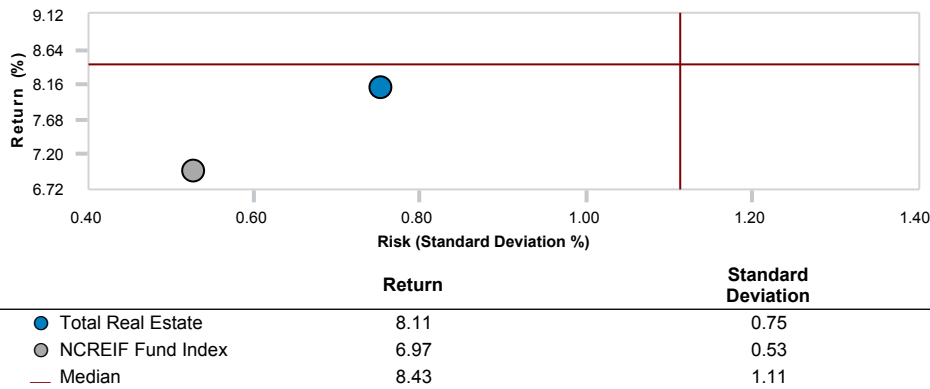 9.12
8.64
8.16
7.68
7.20
6.72
Return (%)
0.40 0.60 0.80 1.00 1.20 1.40
Risk (Standard Deviation %)
Return Standard Deviation
Total Real Estate 8.11 0.75
NCREIF Fund Index 6.97 0.53
Median 8.43 1.11